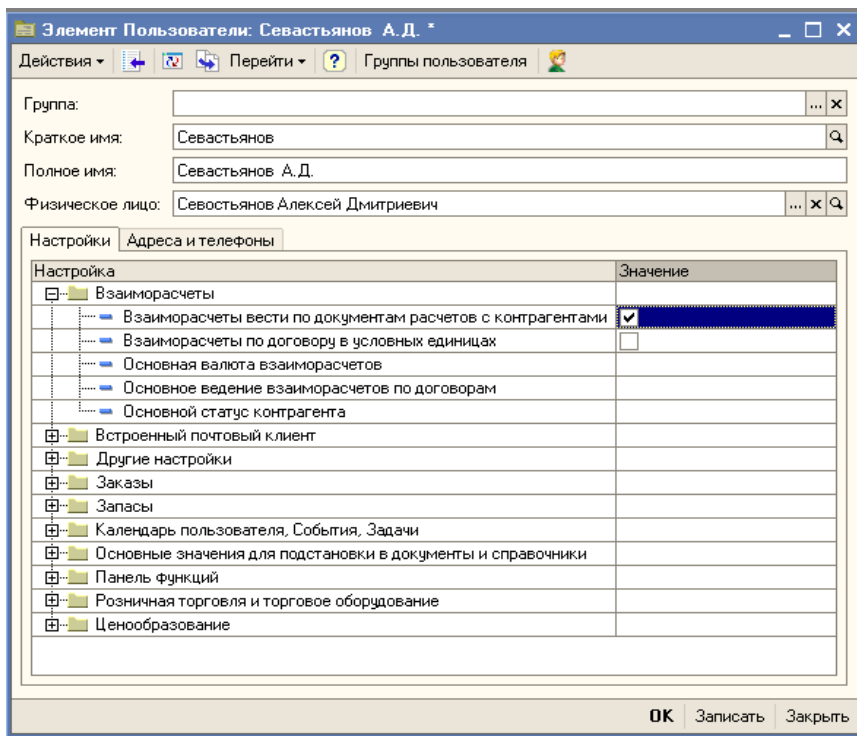 Элемент Пользователи: Севастьянов А.Д. *
Действия Перейти ? Группы пользователя
Группа: ...
Краткое имя: Севастьянов
Полное имя: Севастьянов А.Д.
Физическое лицо: Севостьянов Алексей Дмитриевич ...
Настройки Адреса и телефоны
Настройка Значение
Взаиморасчеты
Взаиморасчеты вести по документам расчетов с контрагентами
Взаиморасчеты по договору в условных единицах
Основная валюта взаиморасчетов
Основное ведение взаиморасчетов по договорам
Основной статус контрагента
Встроенный почтовый клиент
Другие настройки
Заказы
Запасы
Календарь пользователя, События, Задачи
Основные значения для подстановки в документы и справочники
Панель функций
Розничная торговля и торговое оборудование
Ценообразование
ОК Записать Закрыть